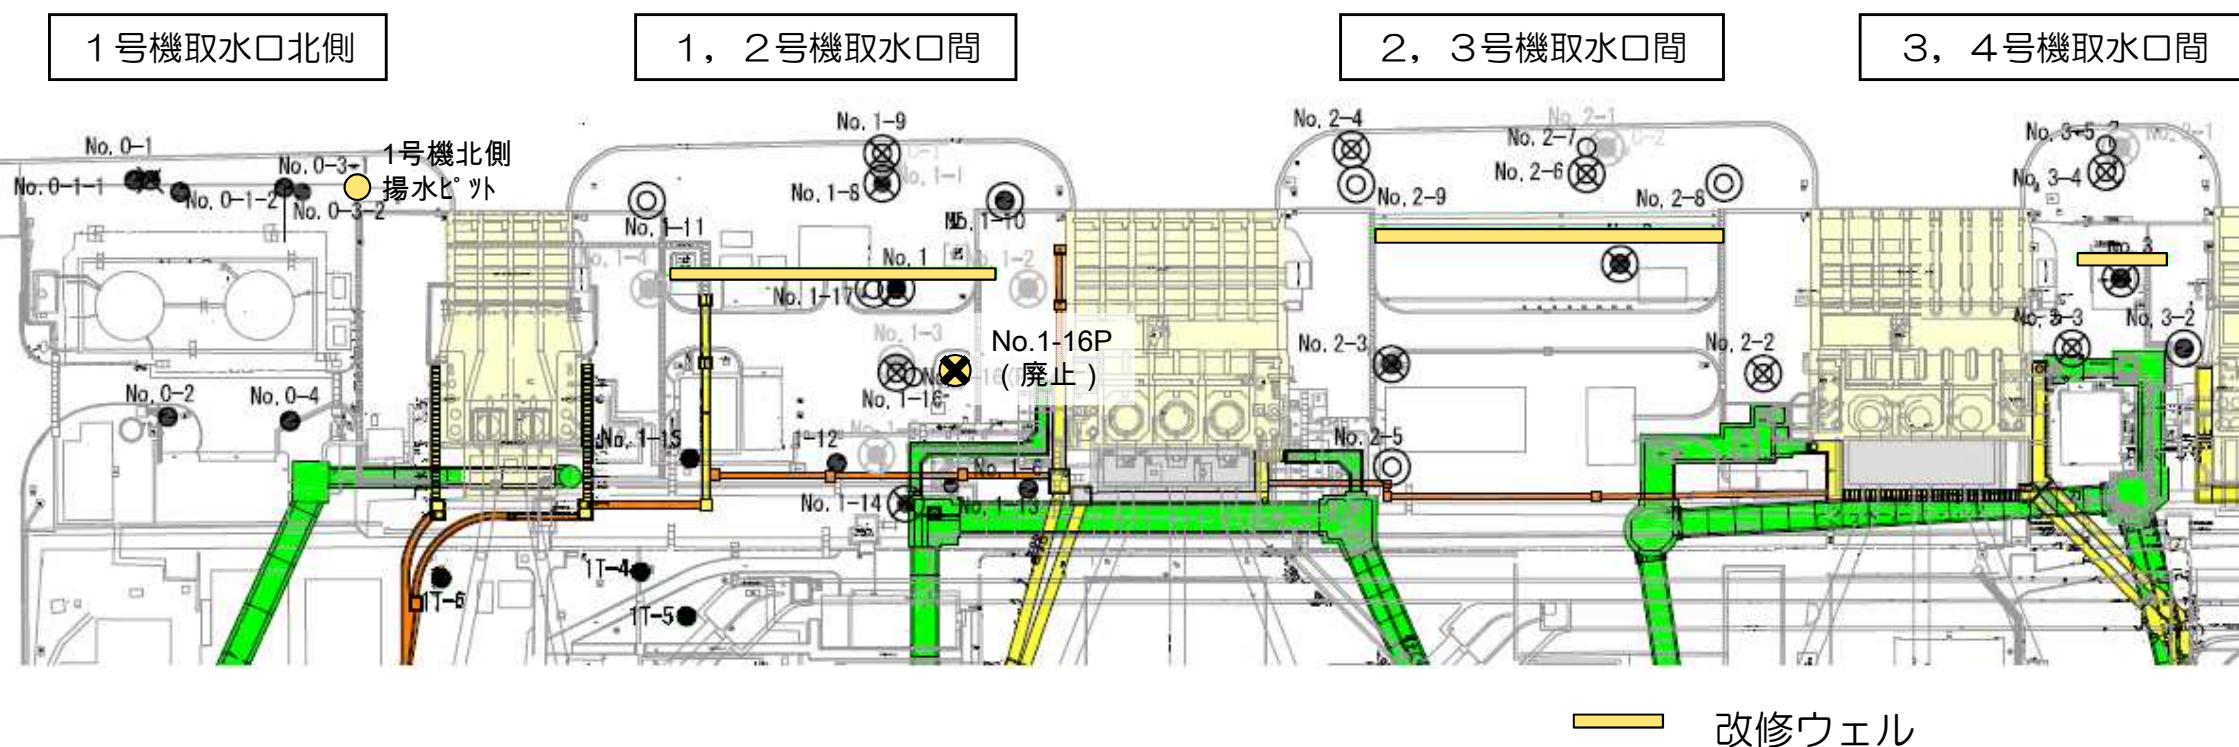 1号機取水口北側
1，2号機取水口間
2，3号機取水口間
3，4号機取水口間
No. 0-1
No. 0-1-1
No. 0-1-2
No. 0-3-1
No. 0-3-2
1号機北側
揚水ﾋﾟｯﾄ
No. 1-9
No. 1-8
No. 1-11
No. 1
No. 1-17
No. 1-3
No.1-16P
(廃止)
No. 1-16
No. 2-4
No. 2-1
No. 2-7
No. 2-6
No. 2-9
No. 2-8
No. 2-3
No. 2-2
No. 2-5
No. 3-4
No. 3-2
No. 0-2
No. 0-4
No. 1-15
1-12
No. 1-14
No. 1-13
1T-4
1T-5
1T-6
改修ウェル